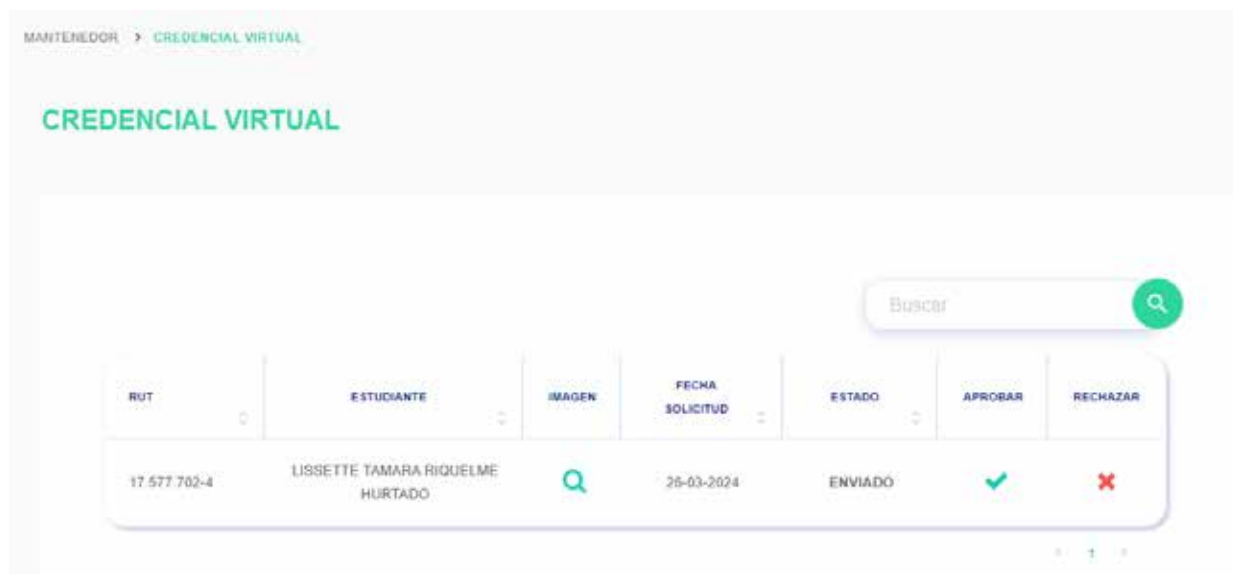 MANTENEDOR > CREDENCIAL VIRTUAL
CREDENCIAL VIRTUAL
Buscar
RUT ESTUDIANTE IMAGEN FECHA SOLICITUD ESTADO APROBAR RECHAZAR
17 577 702-4 LISSETTE TAMARA RIQUELME HURTADO 26-03-2024 ENVIADO
1